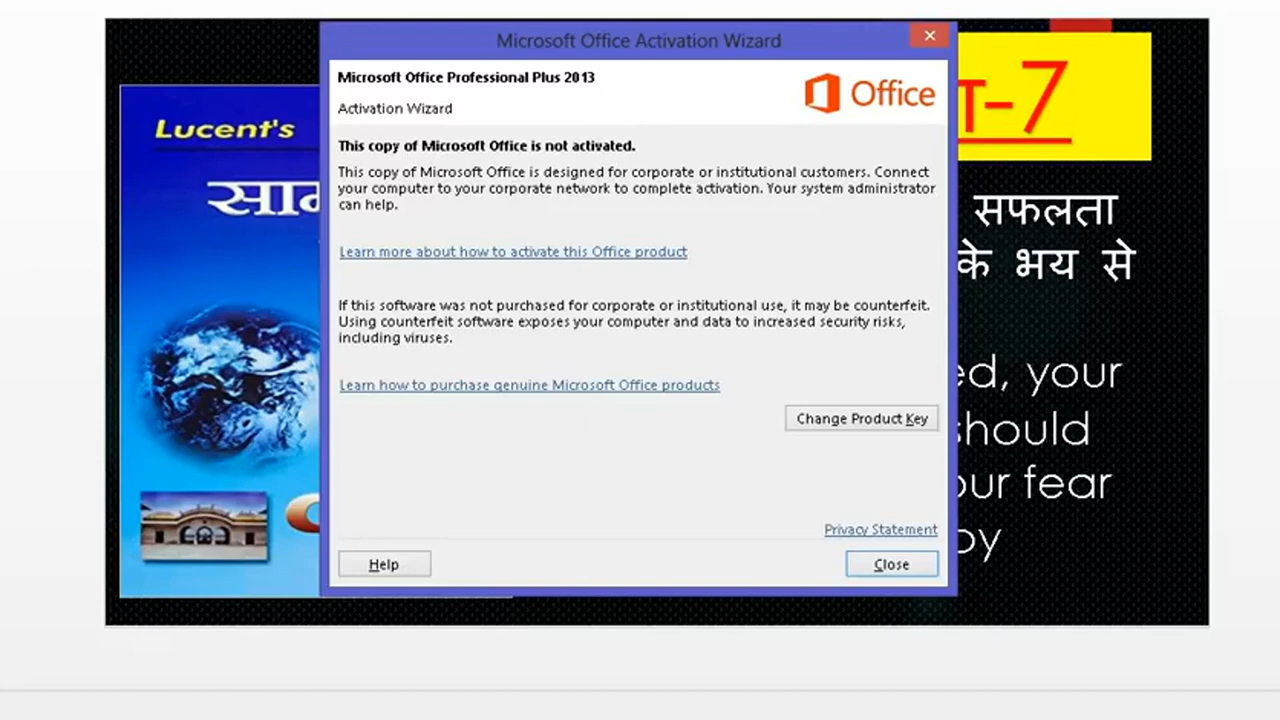 Microsoft Office Activation Wizard
Microsoft Office Professional Plus 2013
Activation Wizard
Office
This copy of Microsoft Office is not activated.
This copy of Microsoft Office is designed for corporate or institutional customers. Connect
your computer to your corporate network to complete activation. Your system administrator
can help.
Learn more about how to activate this Office product
If this software was not purchased for corporate or institutional use, it may be counterfeit.
Using counterfeit software exposes your computer and data to increased security risks,
including viruses.
Learn how to purchase genuine Microsoft Office products
Change Product Key
Privacy Statement
Help
Close
Lucent's
-7
सफलता
के भय से
your
should
fear